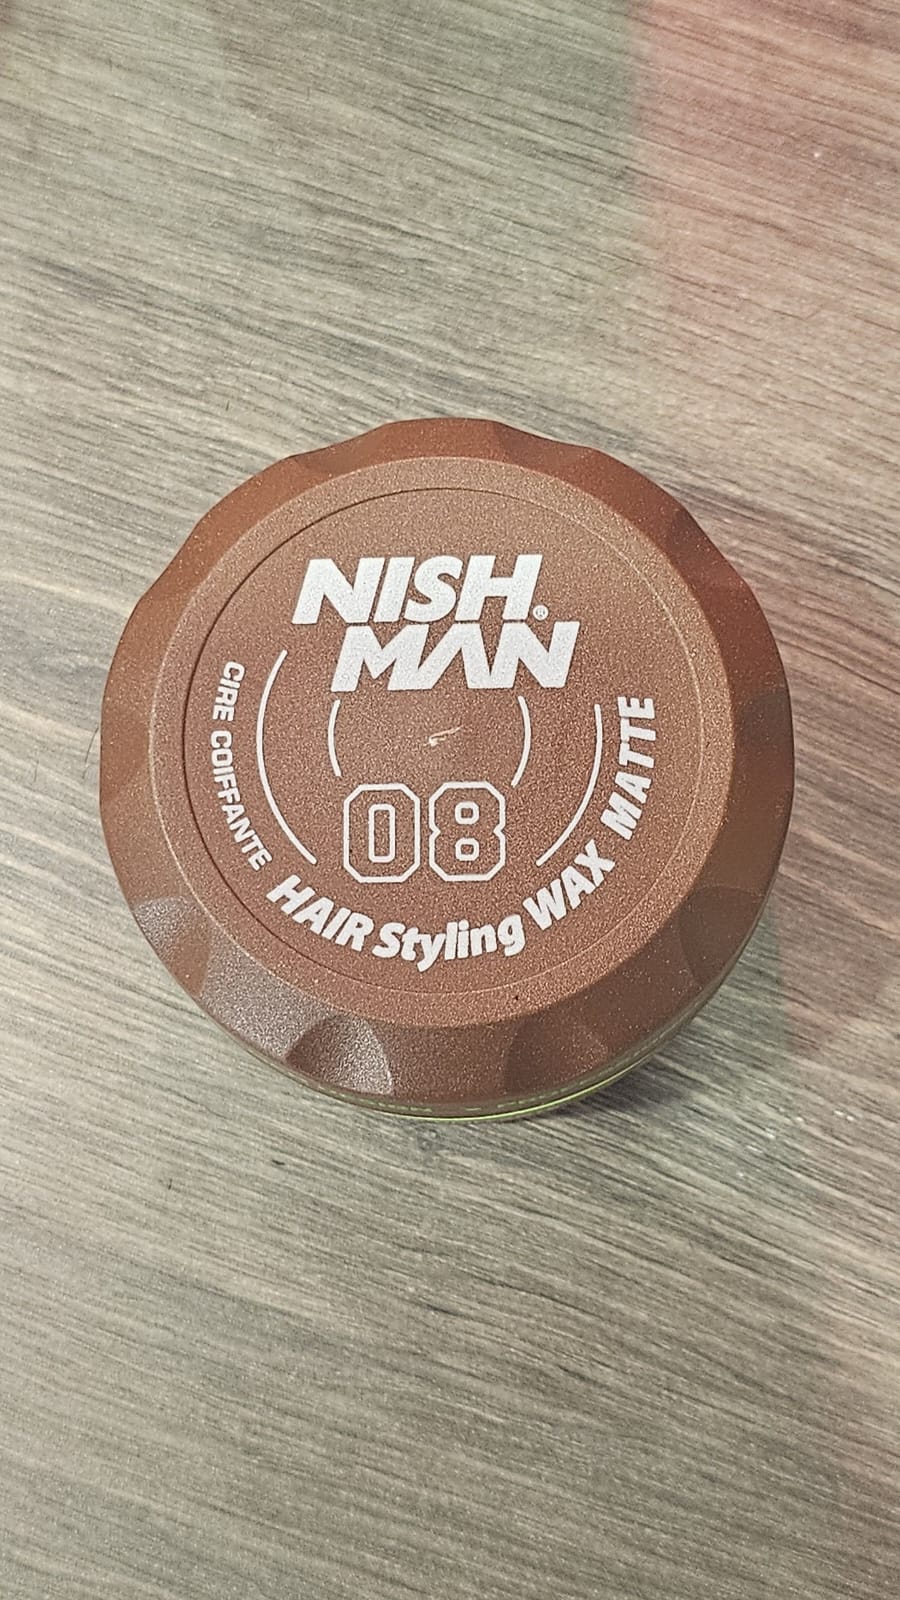 NISH®
MAN
08
CIRE COIFFANTE HAIR Styling WAX MATTE